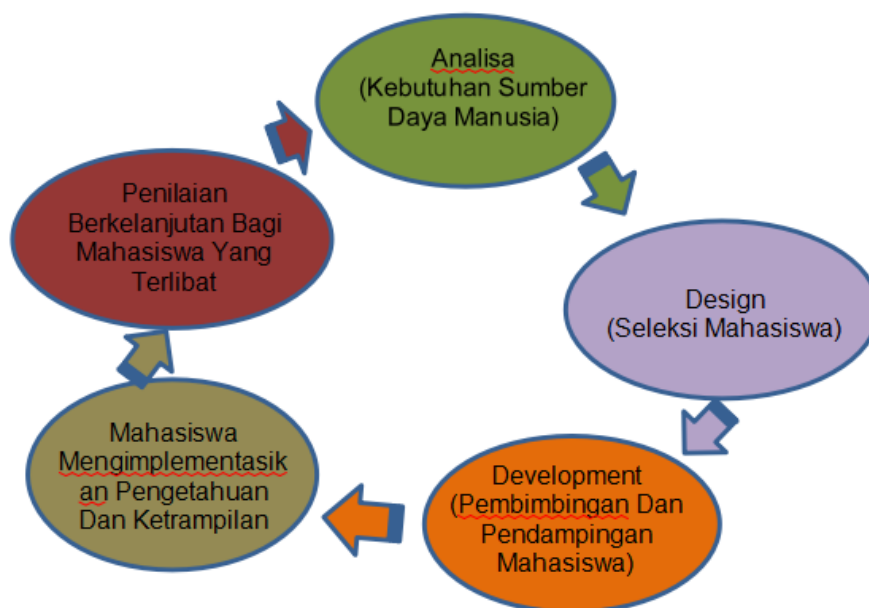 Analisa
(Kebutuhan Sumber
Daya Manusia)
Design
(Seleksi Mahasiswa)
Development
(Pembimbingan Dan
Pendampingan
Mahasiswa)
Mahasiswa
Mengimplementasik
an Pengetahuan
Dan Ketrampilan
Penilaian
Berkelanjutan Bagi
Mahasiswa Yang
Terlibat